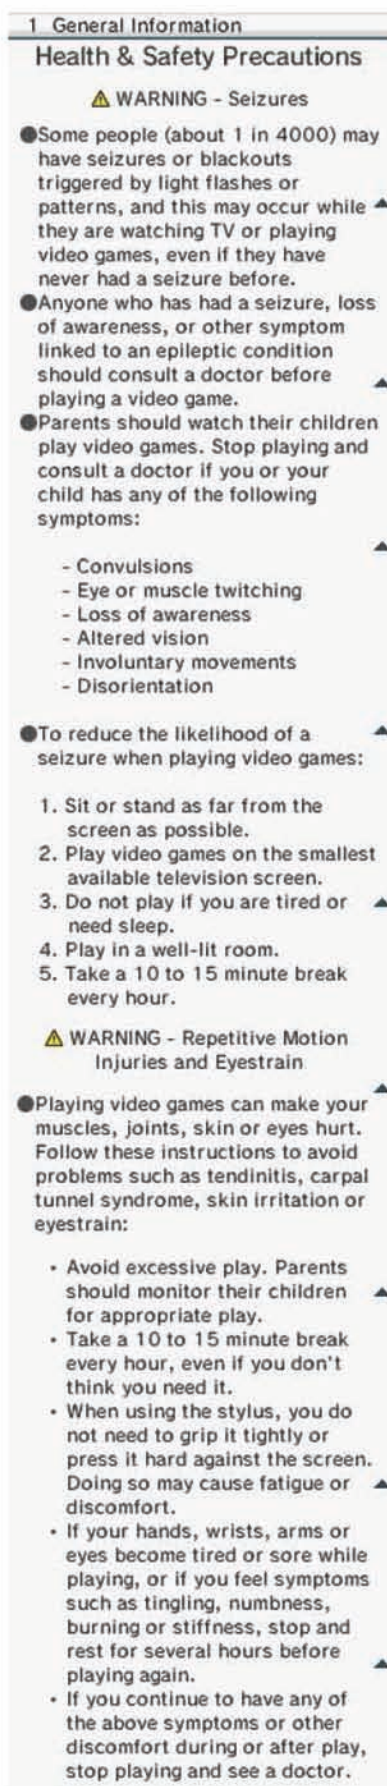 1 General Information
Health & Safety Precautions
⚠ WARNING - Seizures
●Some people (about 1 in 4000) may
have seizures or blackouts
triggered by light flashes or
patterns, and this may occur while
they are watching TV or playing
video games, even if they have
never had a seizure before.
●Anyone who has had a seizure, loss
of awareness, or other symptom
linked to an epileptic condition
should consult a doctor before
playing a video game.
●Parents should watch their children
play video games. Stop playing and
consult a doctor if you or your
child has any of the following
symptoms:
- Convulsions
- Eye or muscle twitching
- Loss of awareness
- Altered vision
- Involuntary movements
- Disorientation
●To reduce the likelihood of a
seizure when playing video games:
1. Sit or stand as far from the
screen as possible.
2. Play video games on the smallest
available television screen.
3. Do not play if you are tired or
need sleep.
4. Play in a well-lit room.
5. Take a 10 to 15 minute break
every hour.
⚠ WARNING - Repetitive Motion
Injuries and Eyestrain
●Playing video games can make your
muscles, joints, skin or eyes hurt.
Follow these instructions to avoid
problems such as tendinitis, carpal
tunnel syndrome, skin irritation or
eyestrain:
• Avoid excessive play. Parents
should monitor their children
for appropriate play.
• Take a 10 to 15 minute break
every hour, even if you don't
think you need it.
• When using the stylus, you do
not need to grip it tightly or
press it hard against the screen.
Doing so may cause fatigue or
discomfort.
• If your hands, wrists, arms or
eyes become tired or sore while
playing, or if you feel symptoms
such as tingling, numbness,
burning or stiffness, stop and
rest for several hours before
playing again.
• If you continue to have any of
the above symptoms or other
discomfort during or after play,
stop playing and see a doctor.